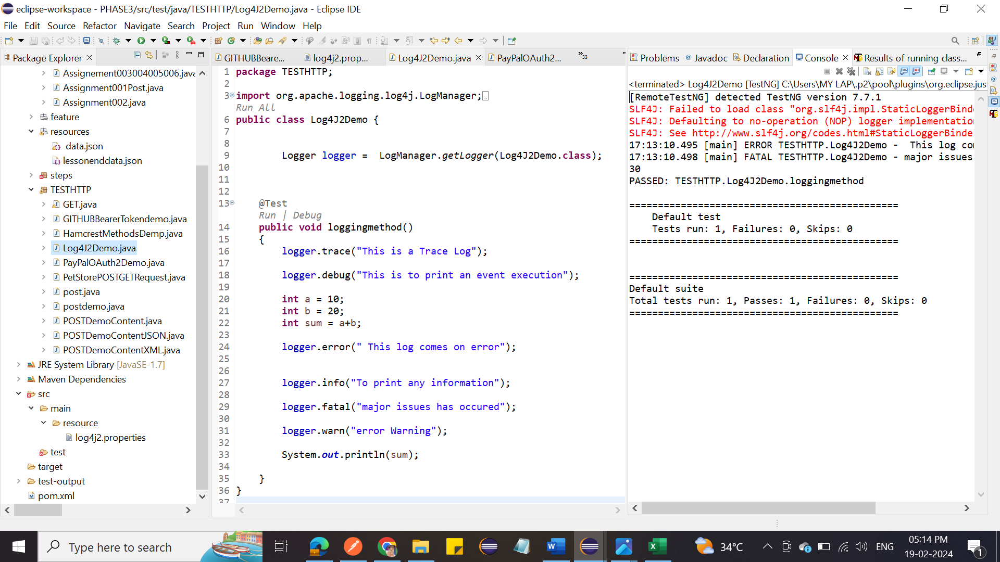 eclipse-workspace - PHASE3/src/test/java/TESTHTTP/Log4J2Demo.java - Eclipse IDE
File Edit Source Refactor Navigate Search Project Run Window Help
Package Explorer
Assignement003004005006.java
Assignment001Post.java
Assignment002.java
feature
resources
data.json
lessonenddata.json
steps
TESTHTTP
GET.java
GITHUBBearerTokendemo.java
HamcrestMethodsDemp.java
Log4J2Demo.java
PayPalOAuth2Demo.java
PetStorePOSTGETRequest.java
post.java
postdemo.java
POSTDemoContent.java
POSTDemoContentJSON.java
POSTDemoContentXML.java
JRE System Library [JavaSE-1.7]
Maven Dependencies
src
main
resource
log4j2.properties
test
target
test-output
pom.xml
GITHUBBeare... log4j2.prop... Log4J2Demo.java PayPalOAuth2... »33
1 package TESTHTTP;
2
3 import org.apache.logging.log4j.LogManager;
Run All
6 public class Log4J2Demo {
7
8
9 Logger logger = LogManager.getLogger(Log4J2Demo.class);
10
11
12
13 @Test
Run | Debug
14 public void loggingmethod()
15 {
16 logger.trace("This is a Trace Log");
17
18 logger.debug("This is to print an event execution");
19
20 int a = 10;
21 int b = 20;
22 int sum = a+b;
23
24 logger.error(" This log comes on error");
25
26
27 logger.info("To print any information");
28
29 logger.fatal("major issues has occured");
30
31 logger.warn("error Warning");
32
33 System.out.println(sum);
34
35 }
36 }
37
Problems Javadoc Declaration Console Results of running class...
<terminated> Log4J2Demo [TestNG] C:\Users\MY LAP\.p2\pool\plugins\org.eclipse.jus
[RemoteTestNG] detected TestNG version 7.7.1
SLF4J: Failed to load class "org.slf4j.impl.StaticLoggerBinde
SLF4J: Defaulting to no-operation (NOP) logger implementatio
SLF4J: See http://www.slf4j.org/codes.html#StaticLoggerBinde
17:13:10.495 [main] ERROR TESTHTTP.Log4J2Demo -  This log co
17:13:10.498 [main] FATAL TESTHTTP.Log4J2Demo - major issues
30
PASSED: TESTHTTP.Log4J2Demo.loggingmethod
===============================================
Default test
Tests run: 1, Failures: 0, Skips: 0
===============================================
===============================================
Default suite
Total tests run: 1, Passes: 1, Failures: 0, Skips: 0
===============================================
Type here to search
34°C
ENG
05:14 PM
19-02-2024
1